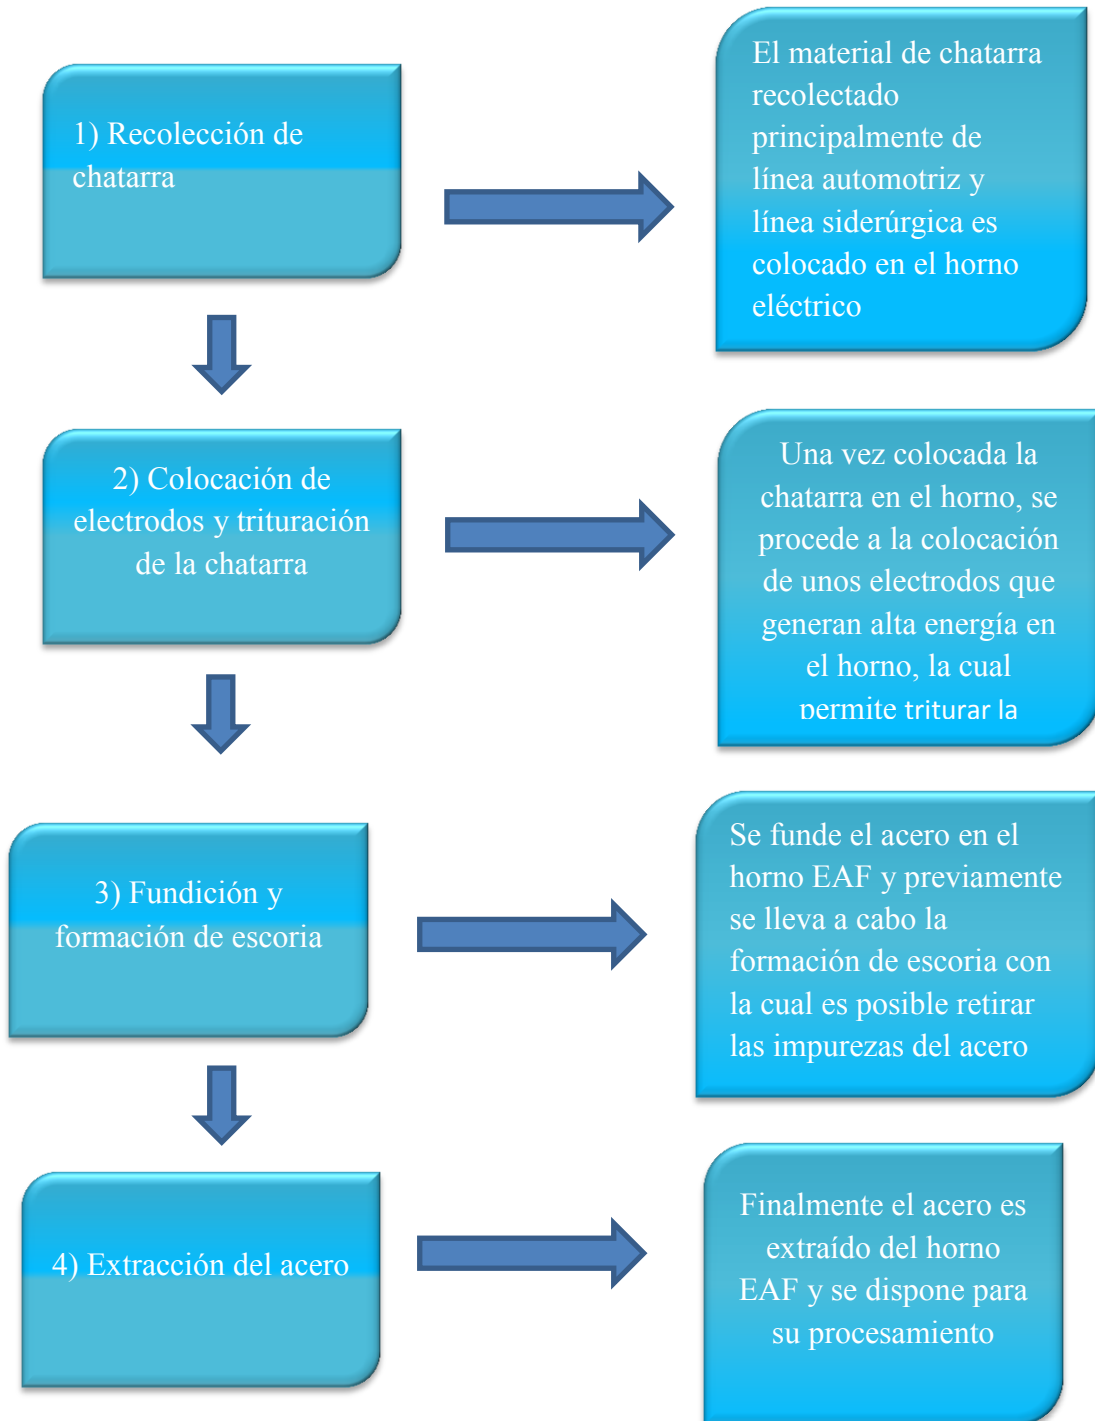 1) Recolección de
chatarra
El material de chatarra
recolectado
principalmente de
línea automotriz y
línea siderúrgica es
colocado en el horno
eléctrico
2) Colocación de
electrodos y trituración
de la chatarra
Una vez colocada la
chatarra en el horno, se
procede a la colocación
de unos electrodos que
generan alta energía en
el horno, la cual
permite triturar la
3) Fundición y
formación de escoria
Se funde el acero en el
horno EAF y previamente
se lleva a cabo la
formación de escoria con
la cual es posible retirar
las impurezas del acero
4) Extracción del acero
Finalmente el acero es
extraído del horno
EAF y se dispone para
su procesamiento